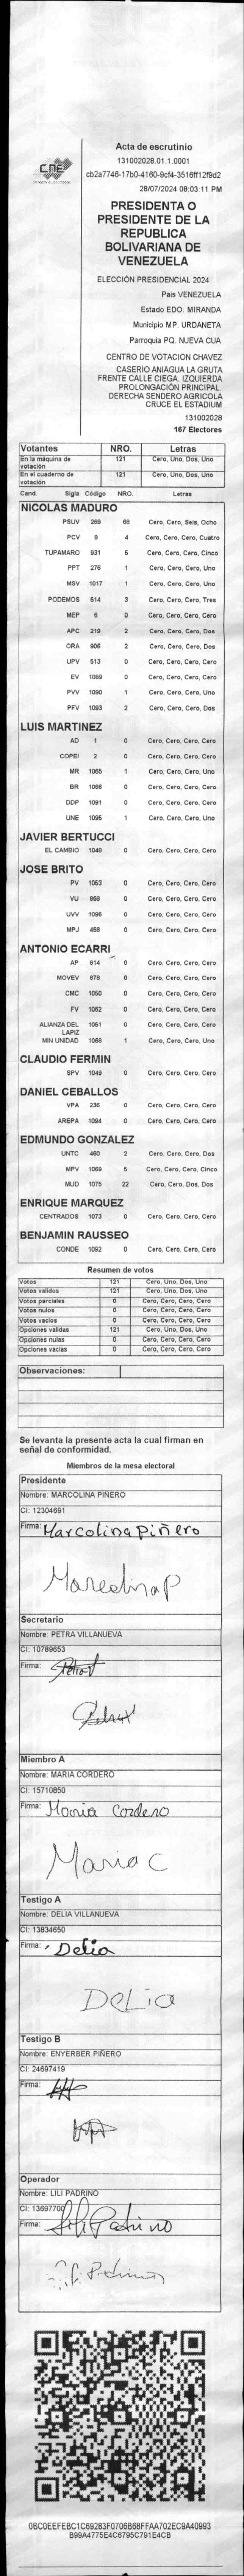 CNE
Acta de escrutinio
131002028.01.1.0001
cb2a7746-17b0-4160-9cf4-3516ff12f9d2
28/07/2024 08:03:11 PM
PRESIDENTA O
PRESIDENTE DE LA
REPUBLICA
BOLIVARIANA DE
VENEZUELA
ELECCIÓN PRESIDENCIAL 2024
Pais VENEZUELA
Estado EDO. MIRANDA
Municipio MP. URDANETA
Parroquia PQ. NUEVA CUA
CENTRO DE VOTACION CHAVEZ
CASERIO ANIAGUA LA GRUTA
FRENTE CALLE CIEGA. IZQUIERDA
PROLONGACIÓN PRINCIPAL.
DERECHA SENDERO AGRICOLA
CRUCE EL ESTADIUM
131002028
167 Electores
Votantes NRO. Letras
En la máquina de votación 121 Cero, Uno, Dos, Uno
En el cuaderno de votación 121 Cero, Uno, Dos, Uno
Cand. Sigla Código NRO. Letras
NICOLAS MADURO
PSUV 269 68 Cero, Cero, Seis, Ocho
PCV 9 4 Cero, Cero, Cero, Cuatro
TUPAMARO 931 5 Cero, Cero, Cero, Cinco
PPT 276 1 Cero, Cero, Cero, Uno
MSV 1017 1 Cero, Cero, Cero, Uno
PODEMOS 514 3 Cero, Cero, Cero, Tres
MEP 6 0 Cero, Cero, Cero, Cero
APC 219 2 Cero, Cero, Cero, Dos
ORA 906 2 Cero, Cero, Cero, Dos
UPV 513 0 Cero, Cero, Cero, Cero
EV 1089 0 Cero, Cero, Cero, Cero
PVV 1090 1 Cero, Cero, Cero, Uno
PFV 1093 2 Cero, Cero, Cero, Dos
LUIS MARTINEZ
AD 1 0 Cero, Cero, Cero, Cero
COPEI 2 0 Cero, Cero, Cero, Cero
MR 1065 1 Cero, Cero, Cero, Uno
BR 1066 0 Cero, Cero, Cero, Cero
DDP 1091 0 Cero, Cero, Cero, Cero
UNE 1095 1 Cero, Cero, Cero, Uno
JAVIER BERTUCCI
EL CAMBIO 1048 0 Cero, Cero, Cero, Cero
JOSE BRITO
PV 1053 0 Cero, Cero, Cero, Cero
VU 868 0 Cero, Cero, Cero, Cero
UVV 1096 0 Cero, Cero, Cero, Cero
MPJ 458 0 Cero, Cero, Cero, Cero
ANTONIO ECARRI
AP 814 0 Cero, Cero, Cero, Cero
MOVEV 878 0 Cero, Cero, Cero, Cero
CMC 1050 0 Cero, Cero, Cero, Cero
FV 1062 0 Cero, Cero, Cero, Cero
ALIANZA DEL LAPIZ 1051 0 Cero, Cero, Cero, Cero
MIN UNIDAD 1068 1 Cero, Cero, Cero, Uno
CLAUDIO FERMIN
SPV 1049 0 Cero, Cero, Cero, Cero
DANIEL CEBALLOS
VPA 236 0 Cero, Cero, Cero, Cero
AREPA 1094 0 Cero, Cero, Cero, Cero
EDMUNDO GONZALEZ
UNTC 460 2 Cero, Cero, Cero, Dos
MPV 1069 5 Cero, Cero, Cero, Cinco
MUD 1075 22 Cero, Cero, Dos, Dos
ENRIQUE MARQUEZ
CENTRADOS 1073 0 Cero, Cero, Cero, Cero
BENJAMIN RAUSSEO
CONDE 1092 0 Cero, Cero, Cero, Cero
Resumen de votos
Votos 121 Cero, Uno, Dos, Uno
Votos validos 121 Cero, Uno, Dos, Uno
Votos parciales 0 Cero, Cero, Cero, Cero
Votos nulos 0 Cero, Cero, Cero, Cero
Votos vacios 0 Cero, Cero, Cero, Cero
Opciones validas 121 Cero, Uno, Dos, Uno
Opciones nulas 0 Cero, Cero, Cero, Cero
Opciones vacias 0 Cero, Cero, Cero, Cero
Observaciones:
Se levanta la presente acta la cual firman en
señal de conformidad.
Miembros de la mesa electoral
Presidente
Nombre: MARCOLINA PIÑERO
CI: 12304691
Firma: Marcolina Piñero
Marcolina P
Secretario
Nombre: PETRA VILLANUEVA
CI: 10789653
Firma: Petra V
Miembro A
Nombre: MARIA CORDERO
CI: 15710850
Firma: Maria Cordero
Maria C
Testigo A
Nombre: DELIA VILLANUEVA
CI: 13834650
Firma: Delia
DeLia
Testigo B
Nombre: ENYERBER PIÑERO
CI: 24697419
Firma:
Operador
Nombre: LILI PADRINO
CI: 13697700
Firma: Lili Padrino
Lili Padrino
0BC0EEFEBC1C69283F0706B68FFAA702EC9A40993
B99A4775E4C6795C791E4CB